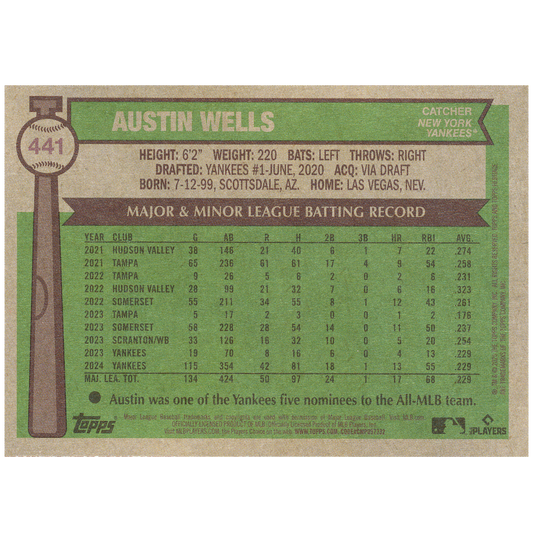 441
AUSTIN WELLS
CATCHER
NEW YORK
YANKEES®
HEIGHT: 6'2" WEIGHT: 220 BATS: LEFT THROWS: RIGHT
DRAFTED: YANKEES #1-JUNE, 2020 ACQ: VIA DRAFT
BORN: 7-12-99, SCOTTSDALE, AZ. HOME: LAS VEGAS, NEV.
MAJOR & MINOR LEAGUE BATTING RECORD
YEAR CLUB G AB R H 2B 3B HR RBI AVG.
2021 HUDSON VALLEY 38 146 21 40 6 1 7 22 .274
2021 TAMPA 65 236 61 61 17 4 9 54 .258
2022 TAMPA 9 26 5 6 2 0 2 6 .231
2022 HUDSON VALLEY 28 99 21 32 7 0 6 16 .323
2022 SOMERSET 55 211 34 55 8 1 12 43 .261
2023 TAMPA 5 17 2 3 0 0 1 2 .176
2023 SOMERSET 58 228 28 54 14 0 11 50 .237
2023 SCRANTON/WB 33 126 16 32 10 0 5 20 .254
2023 YANKEES 19 70 8 16 6 0 4 13 .229
2024 YANKEES 115 354 42 81 18 1 13 55 .229
MAJ. LEA. TOT. 134 424 50 97 24 1 17 68 .229
Austin was one of the Yankees five nominees to the All-MLB team.
Topps
PLAYERS